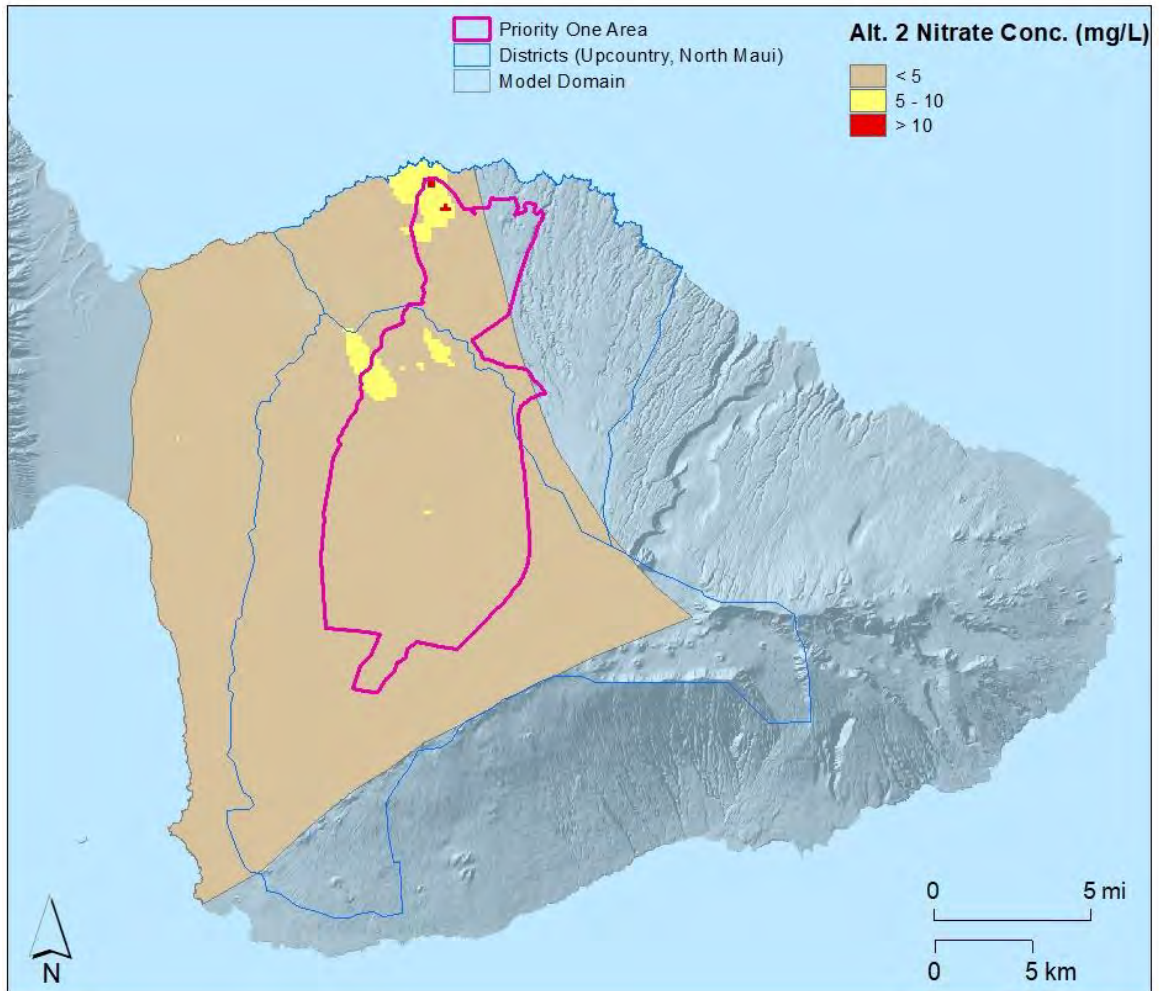 Priority One Area
Districts (Upcountry, North Maui)
Model Domain
Alt. 2 Nitrate Conc. (mg/L)
< 5
5 - 10
> 10
N
0 5 mi
0 5 km